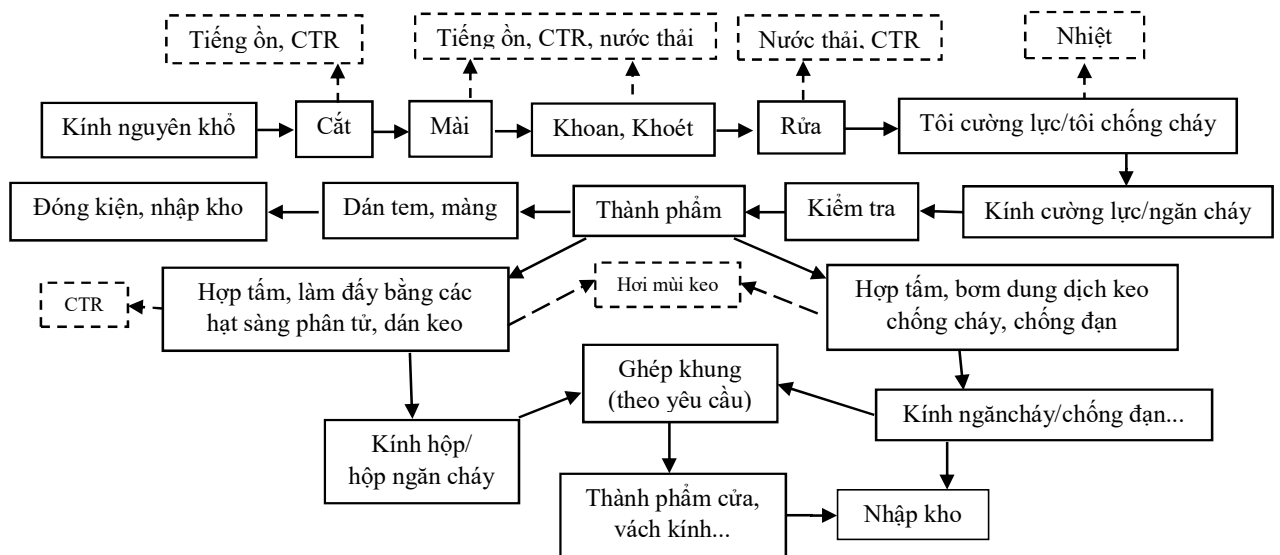 Tiếng ồn, CTR
Tiếng ồn, CTR, nước thải
Nước thải, CTR
Nhiệt
Kính nguyên khổ
Cắt
Mài
Khoan, Khoét
Rửa
Tôi cường lực/tôi chống cháy
Đóng kiện, nhập kho
Dán tem, màng
Thành phẩm
Kiểm tra
Kính cường lực/ngăn cháy
CTR
Hợp tấm, làm đấy bằng các
hạt sàng phân tử, dán keo
Hơi mùi keo
Hợp tấm, bơm dung dịch keo
chống cháy, chống đạn
Ghép khung
(theo yêu cầu)
Kính ngăncháy/chống đạn...
Kính hộp/
hộp ngăn cháy
Thành phẩm cửa,
vách kính...
Nhập kho